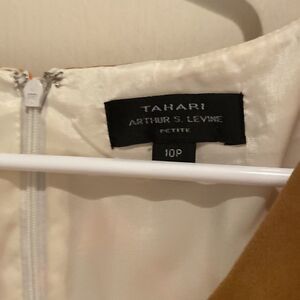 TAHARI
ARTHUR S. LEVINE
PETITE
10P